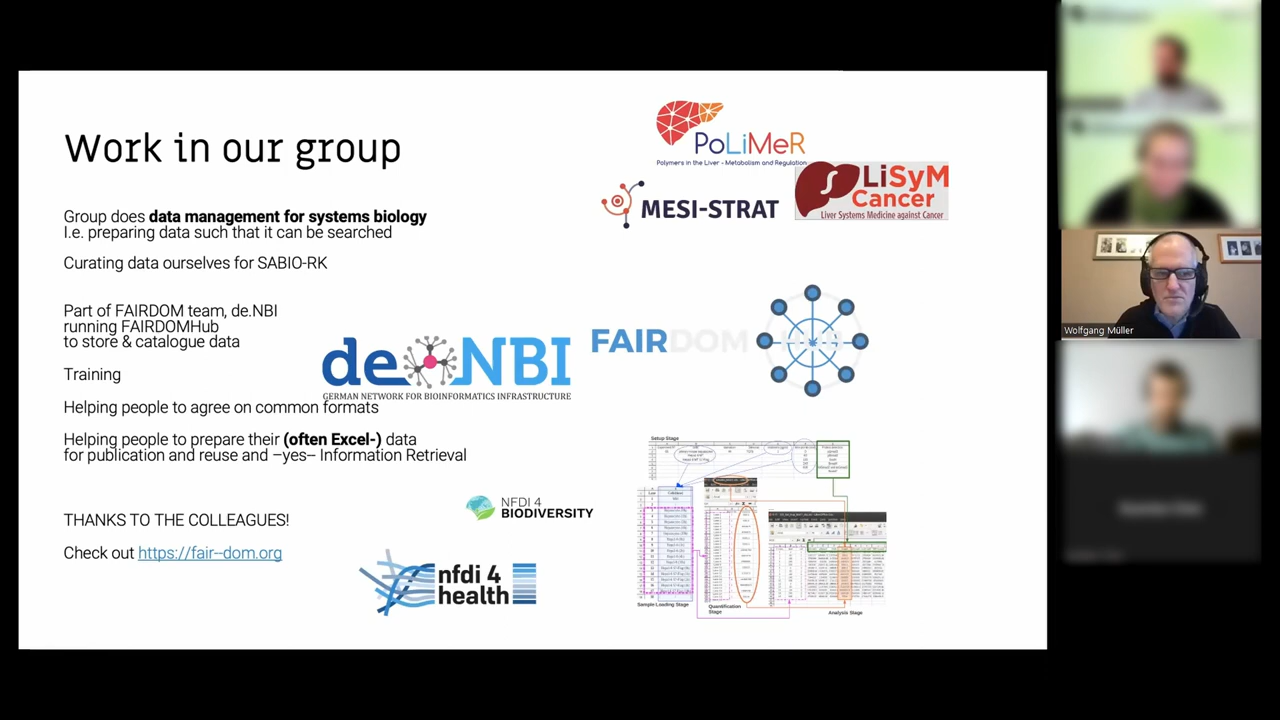 Work in our group
Group does data management for systems biology
I.e. preparing data such that it can be searched
Curating data ourselves for SABIO-RK
Part of FAIRDOM team, de.NBI
running FAIRDOMHub
to store & catalogue data
Training
Helping people to agree on common formats
Helping people to prepare their (often Excel-) data
for publication and reuse and –yes– Information Retrieval
THANKS TO THE COLLEAGUES!
Check out https://fair--dom.org
PoLiMeR
Polymers in the Liver - Metabolism and Regulation
MESI-STRAT
LiSyM
Cancer
Liver Systems Medicine against Cancer
de.NBI
GERMAN NETWORK FOR BIOINFORMATICS INFRASTRUCTURE
FAIRDOM HUB
NFDI 4
BIODIVERSITY
nfdi 4
health
Setup Stage
Sample Loading Stage
Quantification
Stage
Analysis Stage
Wolfgang Müller